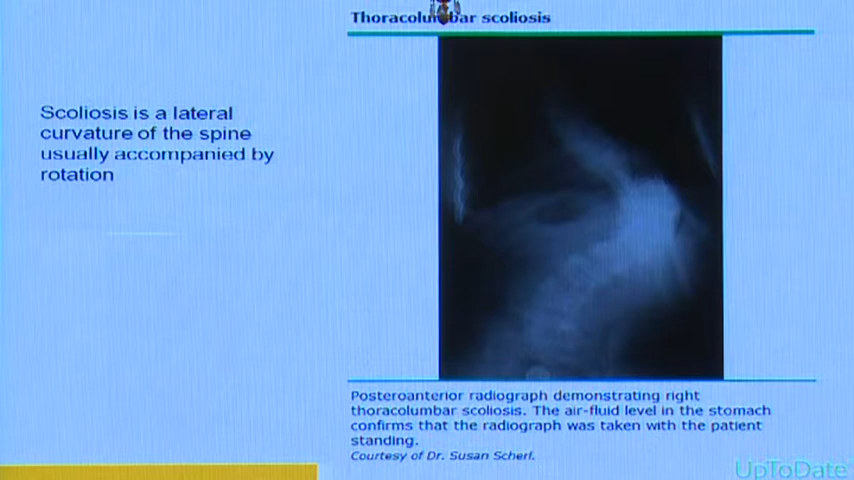 Thoracolumbar scoliosis
Scoliosis is a lateral
curvature of the spine
usually accompanied by
rotation
Posteroanterior radiograph demonstrating right
thoracolumbar scoliosis. The air-fluid level in the stomach
confirms that the radiograph was taken with the patient
standing.
Courtesy of Dr. Susan Scherl.
UpToDate